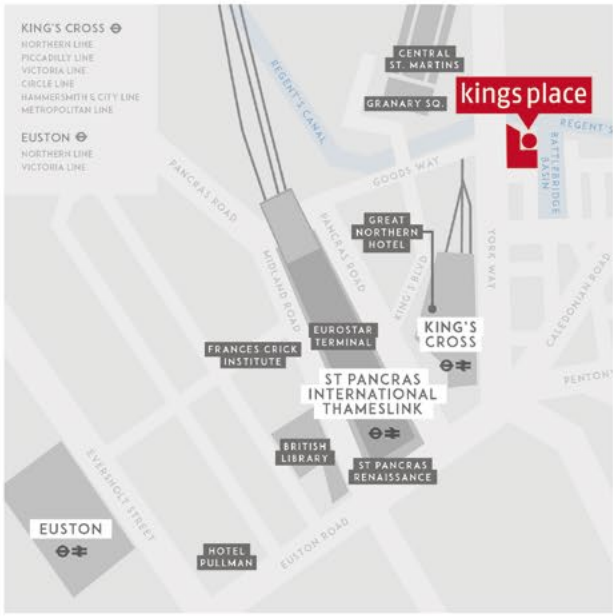 KING'S CROSS
NORTHERN LINE
PICCADILLY LINE
VICTORIA LINE
CIRCLE LINE
HAMMERSMITH & CITY LINE
METROPOLITAN LINE
EUSTON
NORTHERN LINE
VICTORIA LINE
REGENT'S CANAL
CENTRAL
ST. MARTINS
GRANARY SQ.
kings place
REGENT'S
BATTLEBRIDGE
BASIN
GOODS WAY
PANCRAS ROAD
GREAT
NORTHERN
HOTEL
PANCRAS ROAD
MIDLAND ROAD
KING'S BLVD
YORK WAY
CALEDONIAN ROAD
KING'S
CROSS
EUROSTAR
TERMINAL
FRANCES CRICK
INSTITUTE
ST PANCRAS
INTERNATIONAL
THAMESLINK
PENTON
BRITISH
LIBRARY
ST PANCRAS
RENAISSANCE
EVERSHOLT STREET
EUSTON
EUSTON ROAD
HOTEL
PULLMAN